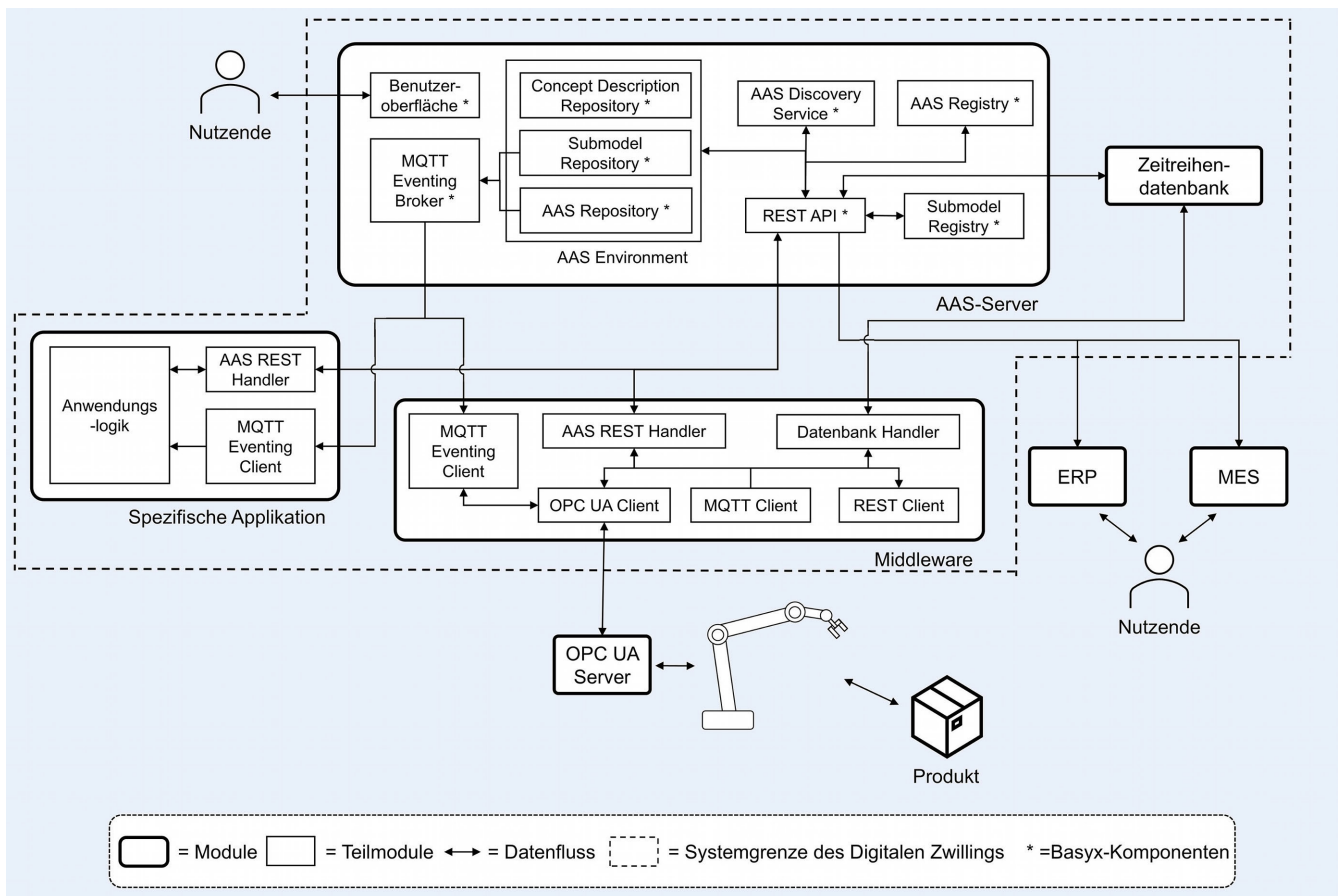 Nutzende
Benutzer-
oberfläche *
MQTT
Eventing
Broker *
Concept Description
Repository *
Submodel
Repository *
AAS Repository *
AAS Environment
AAS Discovery
Service *
AAS Registry *
REST API *
Submodel
Registry *
AAS-Server
Zeitreihen-
datenbank
Anwendungs
-logik
AAS REST
Handler
MQTT
Eventing
Client
Spezifische Applikation
MQTT
Eventing
Client
AAS REST Handler
Datenbank Handler
OPC UA Client
MQTT Client
REST Client
Middleware
ERP
MES
Nutzende
OPC UA
Server
Produkt
= Module
= Teilmodule
= Datenfluss
= Systemgrenze des Digitalen Zwillings
* =Basyx-Komponenten